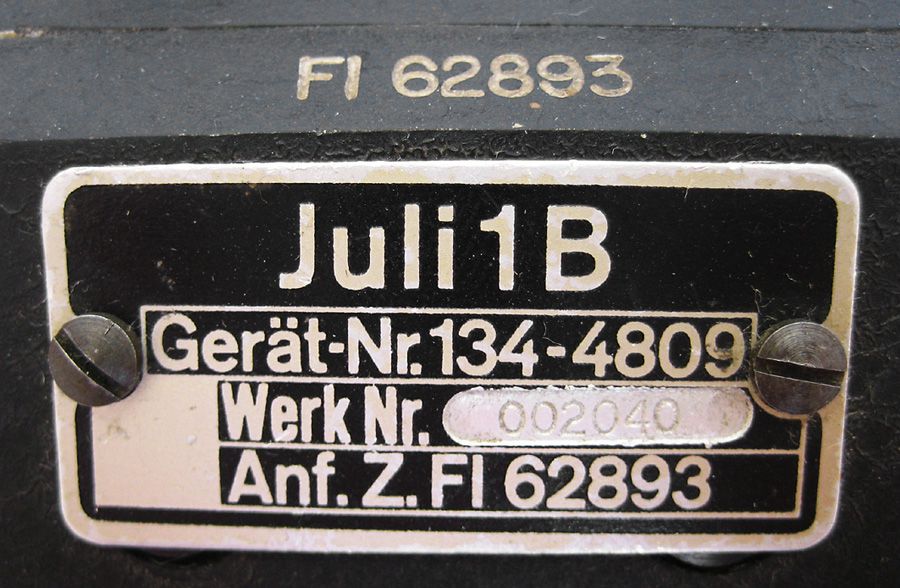 Fl 62893
Juli 1 B
Gerät-Nr. 134-4809
Werk Nr. 002040
Anf. Z. Fl 62893